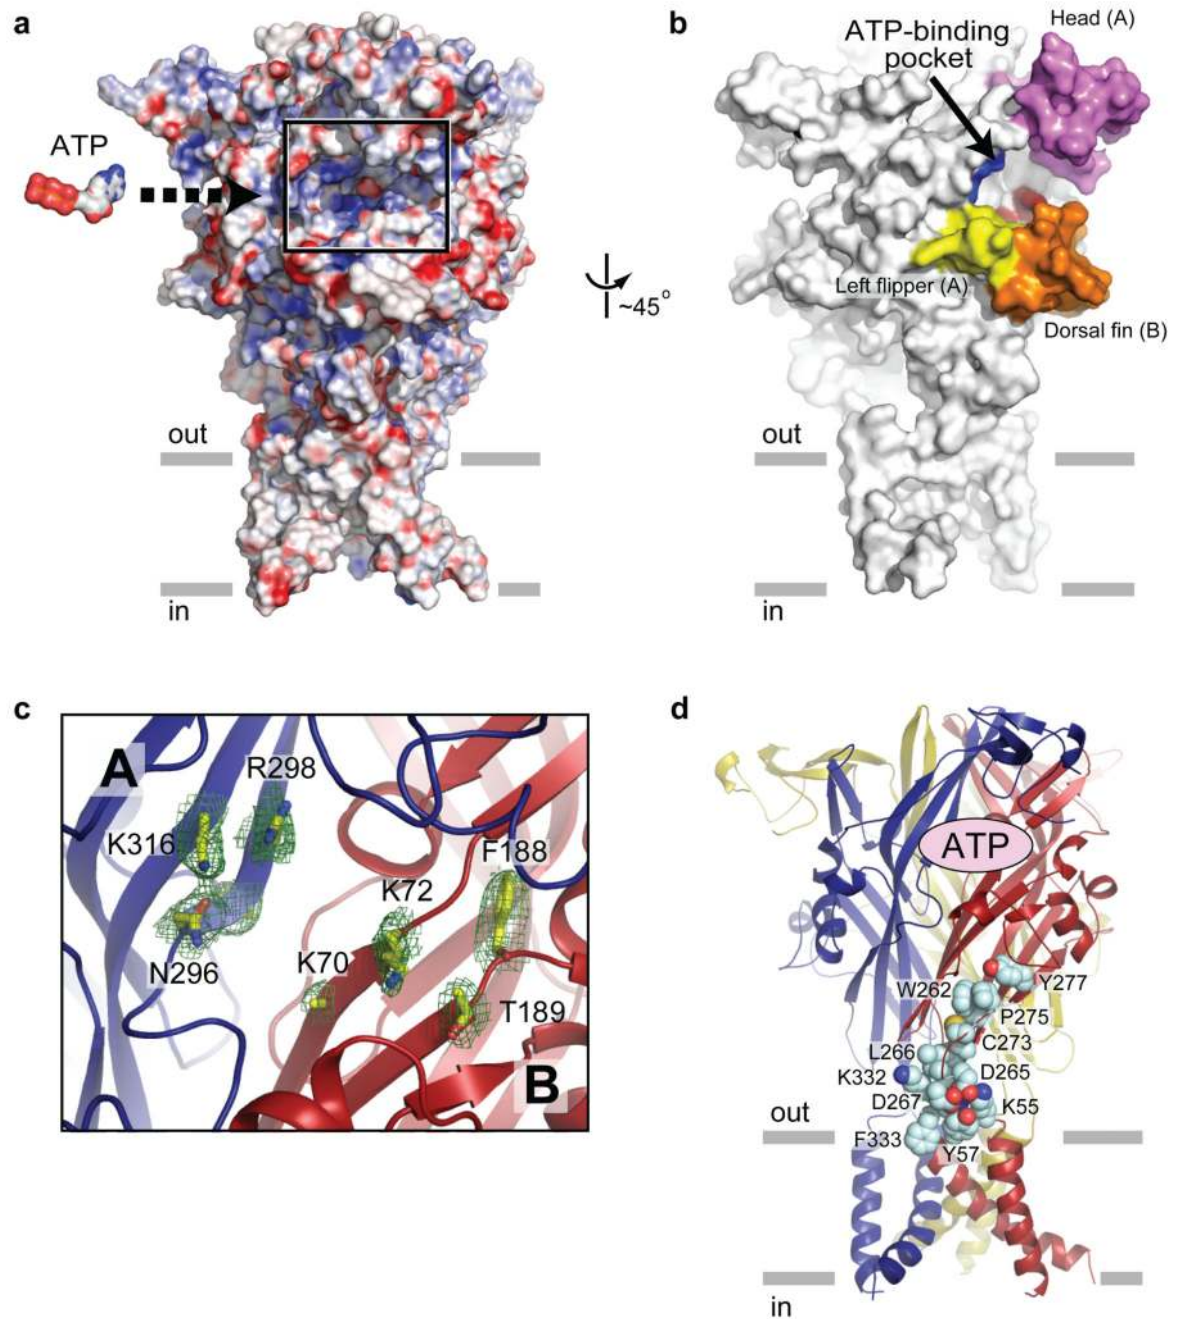 a
ATP
out
in
~45°
b
ATP-binding
pocket
Head (A)
Left flipper (A)
Dorsal fin (B)
out
in
c
A
R298
K316
F188
K72
N296
K70
T189
B
d
ATP
W262
Y277
P275
C273
L266
D265
K332
D267
K55
out
F333
Y57
in